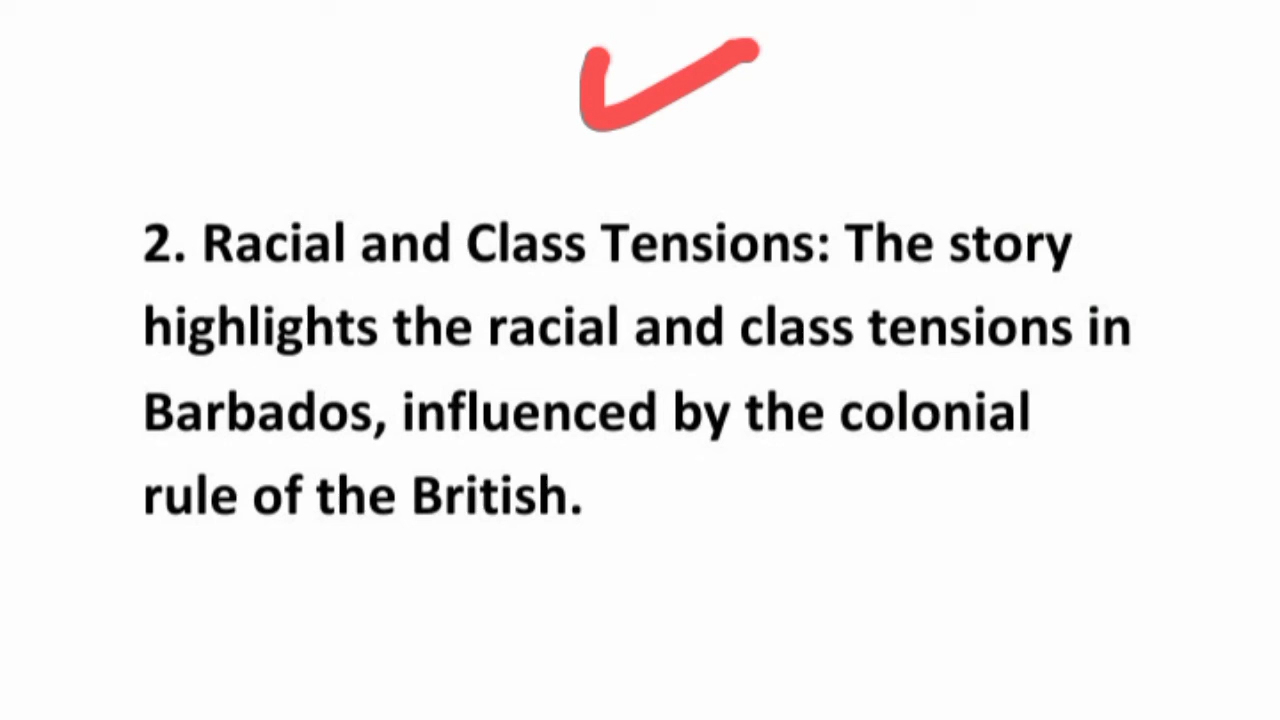 2. Racial and Class Tensions: The story
highlights the racial and class tensions in
Barbados, influenced by the colonial
rule of the British.